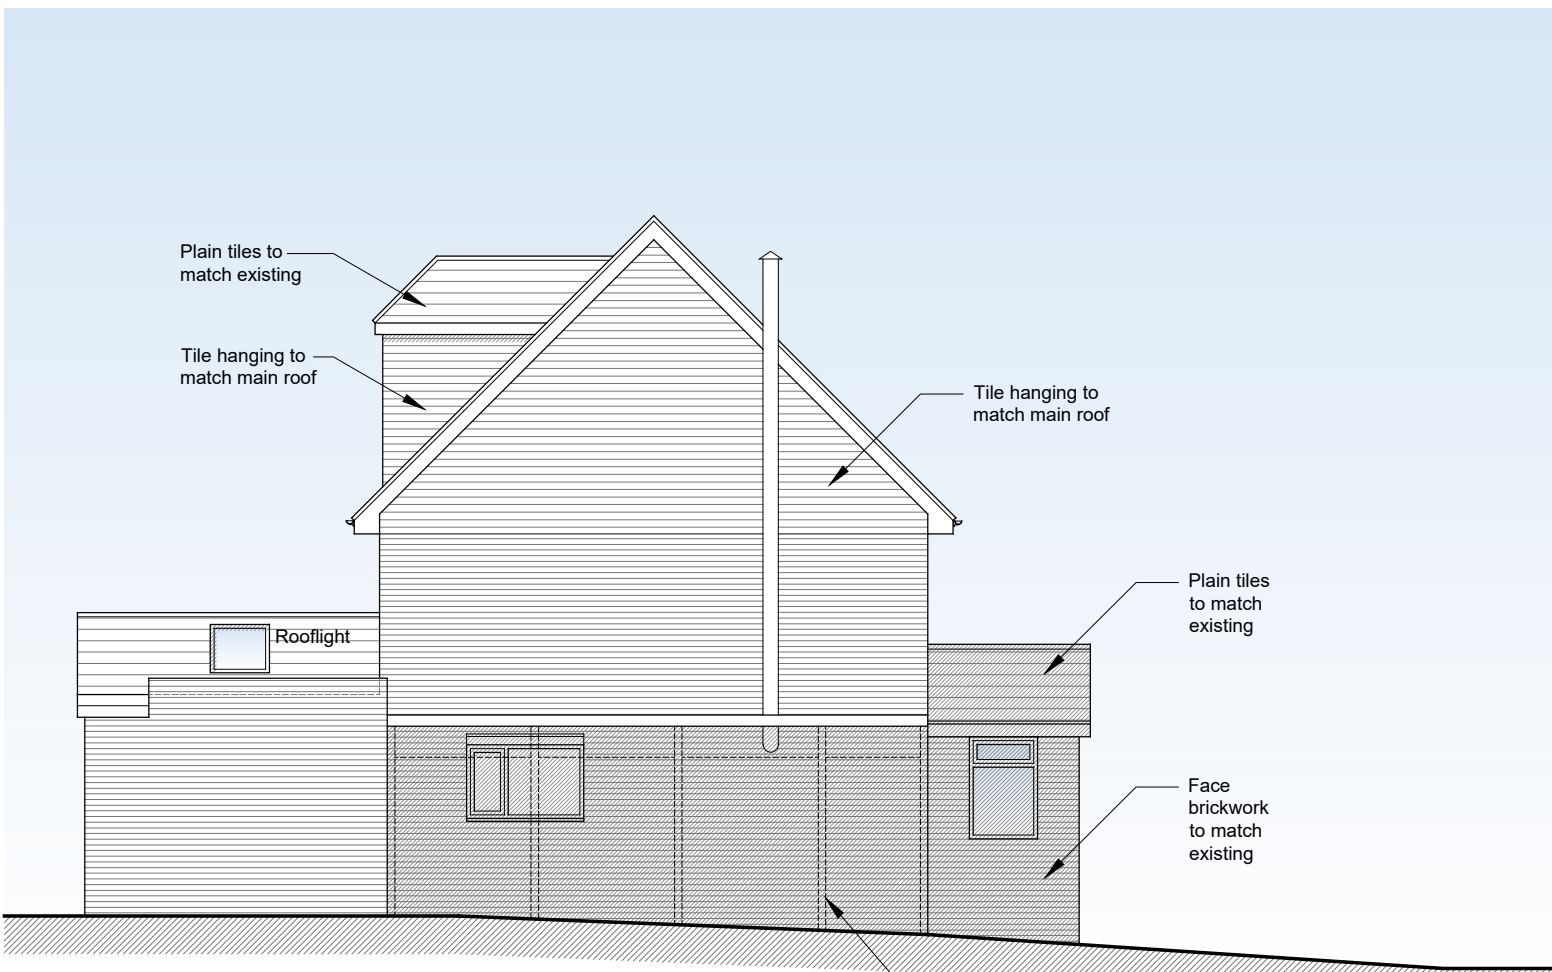 Plain tiles to
match existing
Tile hanging to
match main roof
Tile hanging to
match main roof
Plain tiles
to match
existing
Rooflight
Face
brickwork
to match
existing